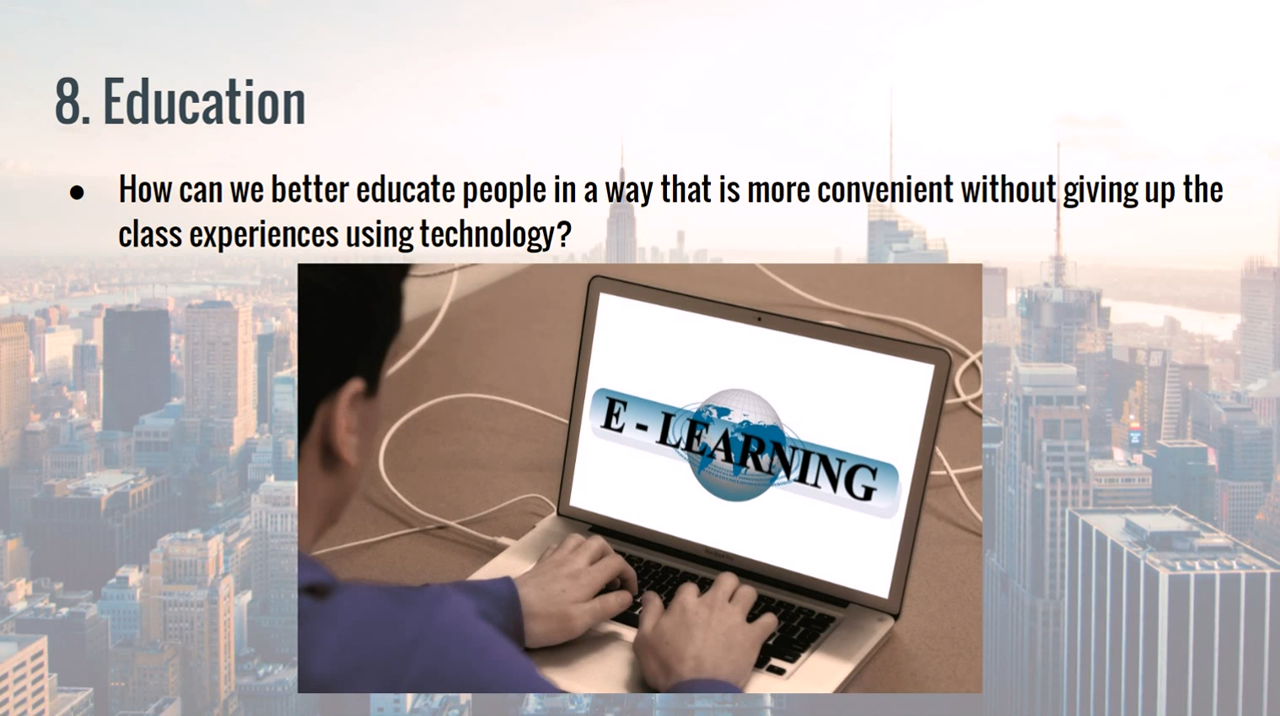 8. Education
● How can we better educate people in a way that is more convenient without giving up the
class experiences using technology?
E - LEARNING